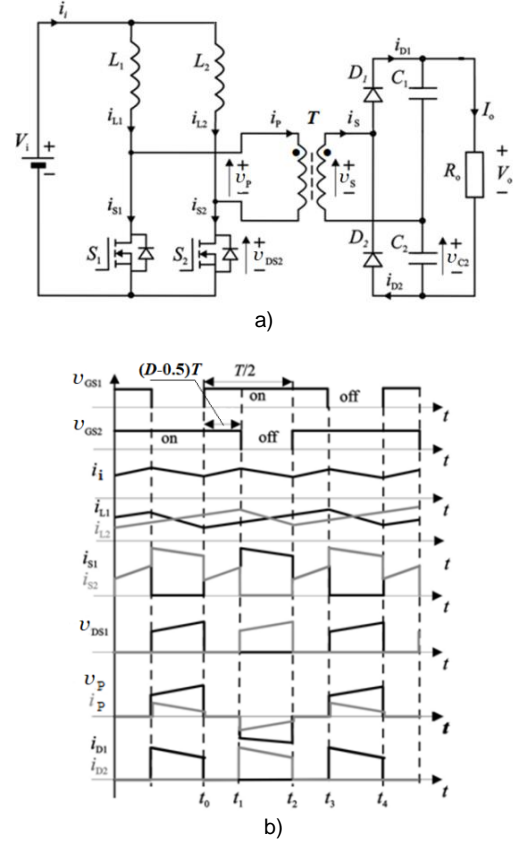 i_i
L_1 L_2
i_L1 i_L2
V_i + −
i_S1 i_S2
S_1 S_2
+ v_DS2 −
i_P T i_S
+ v_P − + v_S −
i_D1
D_1 C_1
D_2 C_2
+ v_C2 −
i_D2
I_o
R_o + V_o −
a)
(D-0.5)T T/2
v_GS1 on off t
v_GS2 on off t
i_i t
i_L1 t
i_L2
i_S1 t
i_S2 t
v_DS1 t
v_p
i_p t
i_D1
i_D2 t
t_0 t_1 t_2 t_3 t_4
b)